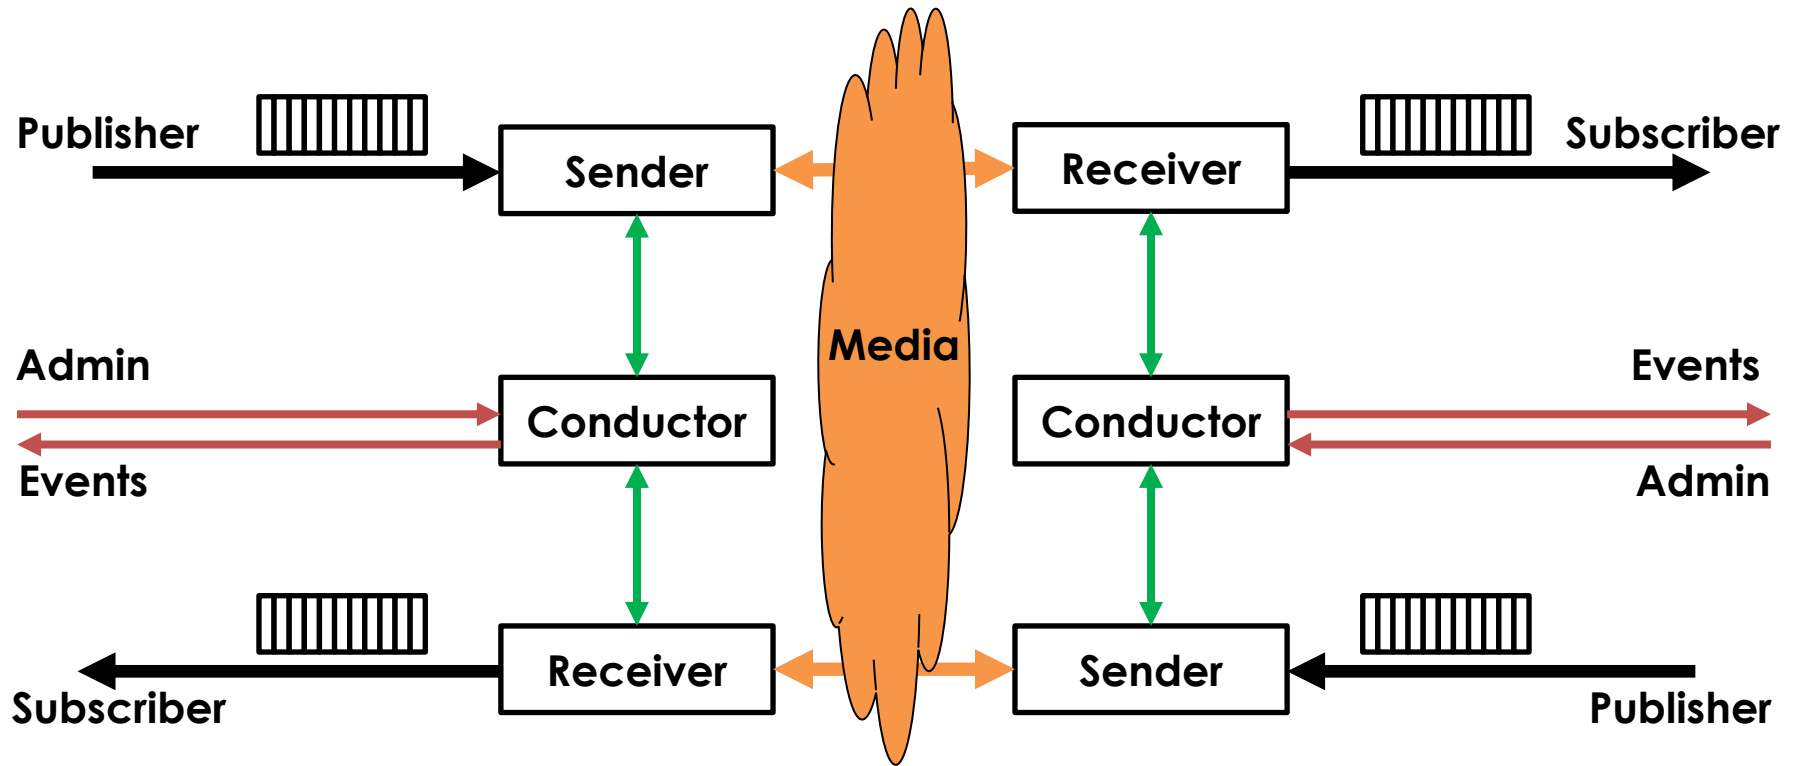 Publisher
Subscriber
Sender
Receiver
Media
Admin
Events
Conductor
Conductor
Events
Admin
Receiver
Sender
Subscriber
Publisher